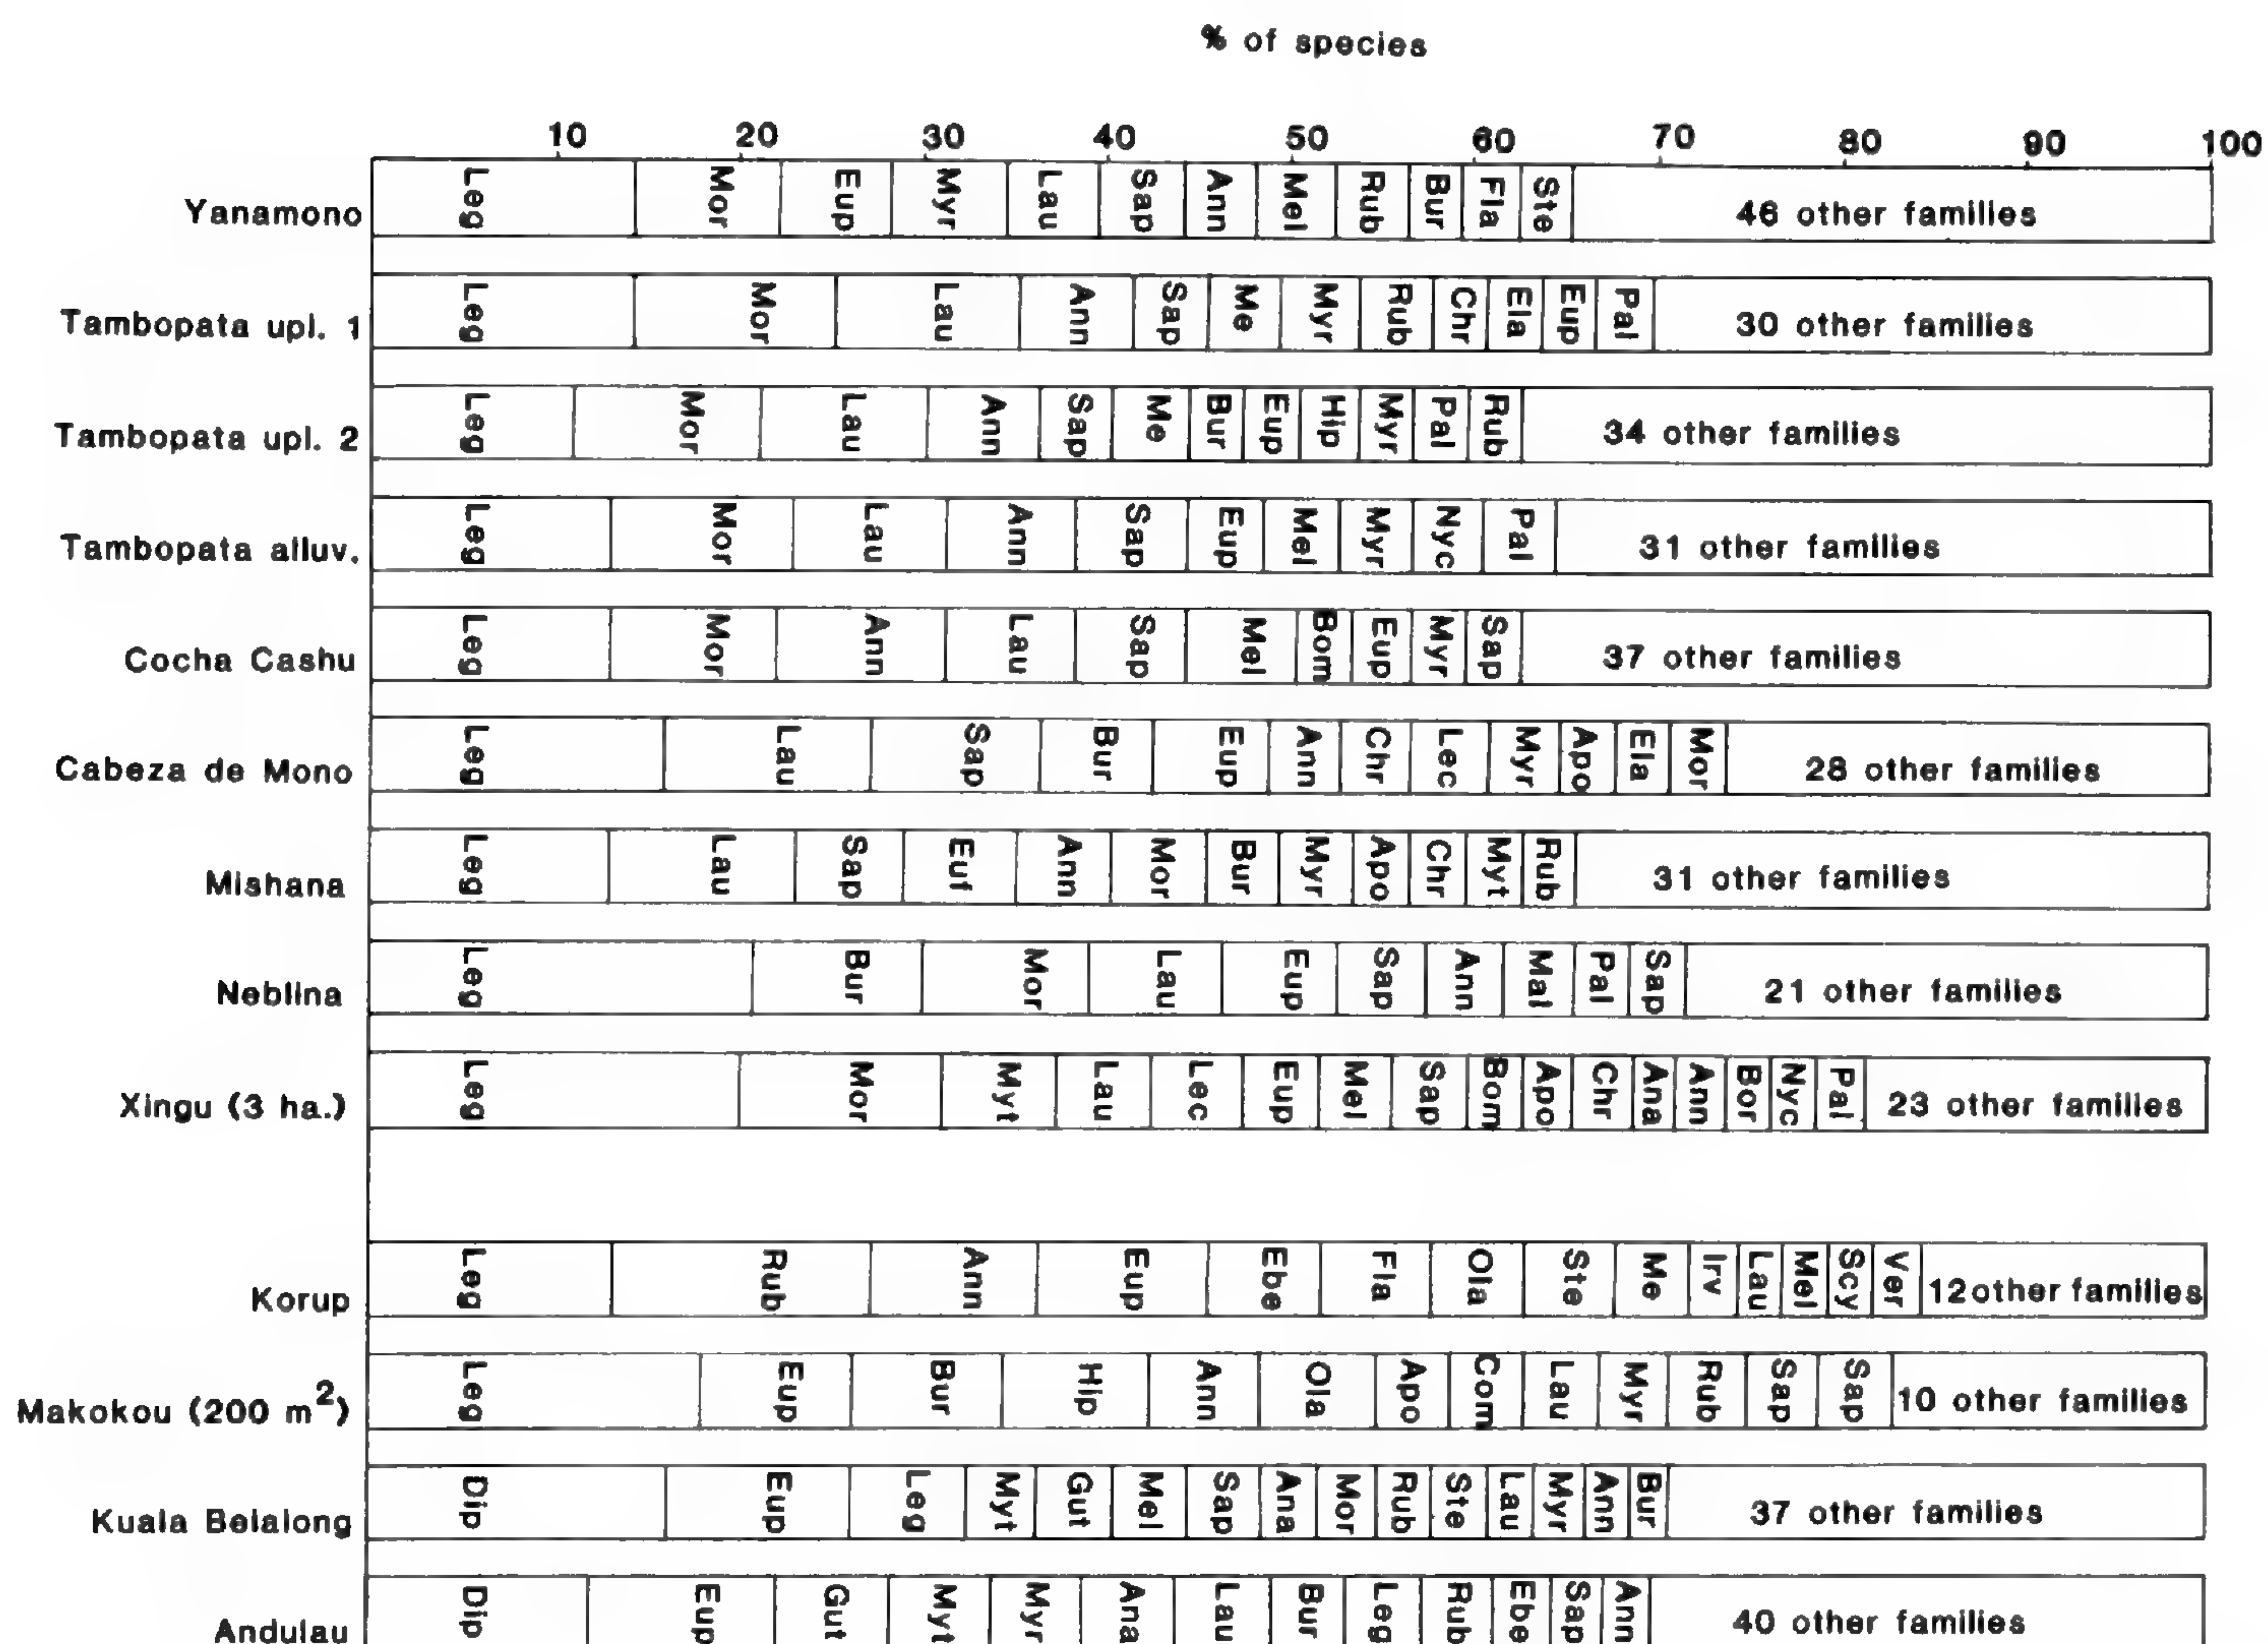 % of species
10 20 30 40 50 60 70 80 90 100
Yanamono Leg Mor Eup Myr Lau Sap Ann Mel Rub Bur Fla Ste 46 other families
Tambopata upl. 1 Leg Mor Lau Ann Sap Me Myr Rub Chr Ela Eup Pal 30 other families
Tambopata upl. 2 Leg Mor Lau Ann Sap Me Bur Eup Hip Myr Pal Rub 34 other families
Tambopata alluv. Leg Mor Lau Ann Sap Eup Mel Myr Nyc Pal 31 other families
Cocha Cashu Leg Mor Ann Lau Sap Mel Bom Eup Myr Sap 37 other families
Cabeza de Mono Leg Lau Sap Bur Eup Ann Chr Lec Myr Apo Ela Mor 28 other families
Mishana Leg Lau Sap Euf Ann Mor Bur Myr Apo Chr Myt Rub 31 other families
Neblina Leg Bur Mor Lau Eup Sap Ann Mal Pal Sap 21 other families
Xingu (3 ha.) Leg Mor Myt Lau Lec Eup Mel Sap Bom Apo Chr Ana Ann Bor Nyc Pal 23 other families
Korup Leg Rub Ann Eup Ebe Fla Ola Ste Me Irv Lau Mel Scy Ver 12 other families
Makokou (200 m²) Leg Eup Bur Hip Ann Ola Apo Com Lau Myr Rub Sap Sap 10 other families
Kuala Belalong Dip Eup Leg Myt Gut Mel Sap Ana Mor Rub Ste Lau Myr Ann Bur 37 other families
Andulau Dip Eup Gut Myt Myr Ana Lau Bur Leg Rub Ebe Sap Ann 40 other families